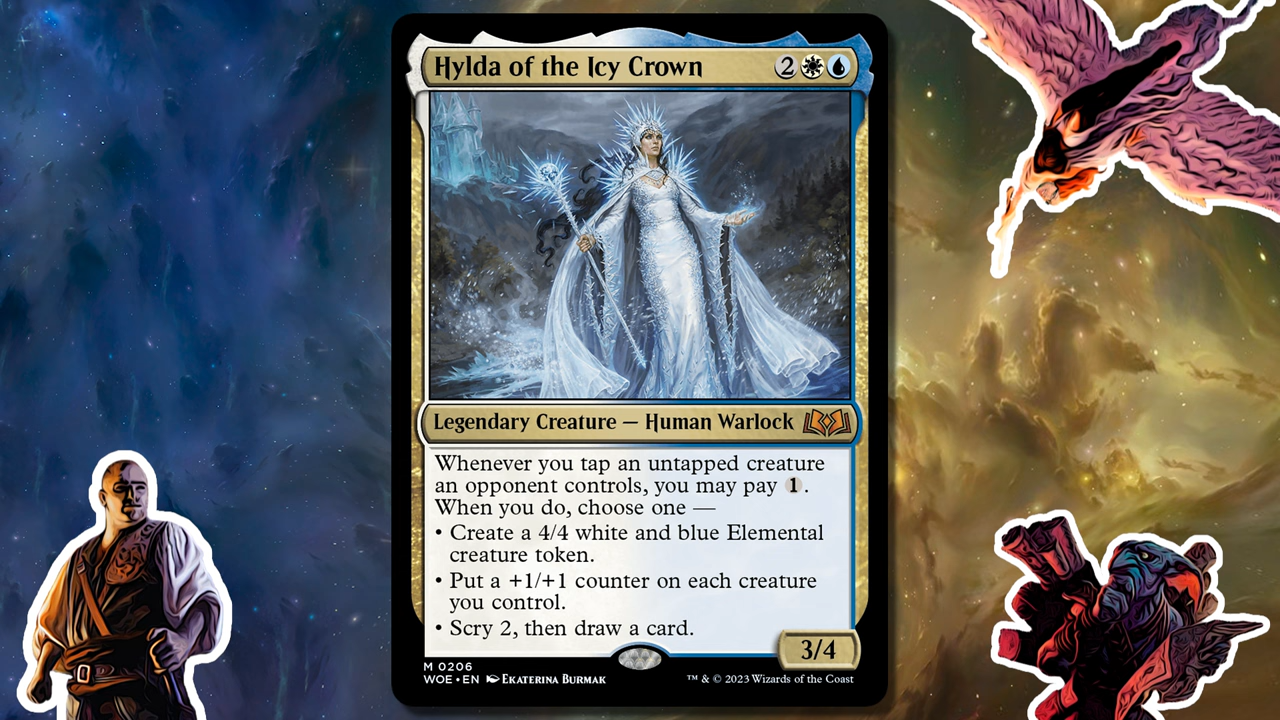 Hylda of the Icy Crown 2
Legendary Creature — Human Warlock
Whenever you tap an untapped creature
an opponent controls, you may pay 1.
When you do, choose one —
• Create a 4/4 white and blue Elemental
creature token.
• Put a +1/+1 counter on each creature
you control.
• Scry 2, then draw a card.
3/4
M 0206
WOE • EN Ekaterina Burmak
™ & © 2023 Wizards of the Coast